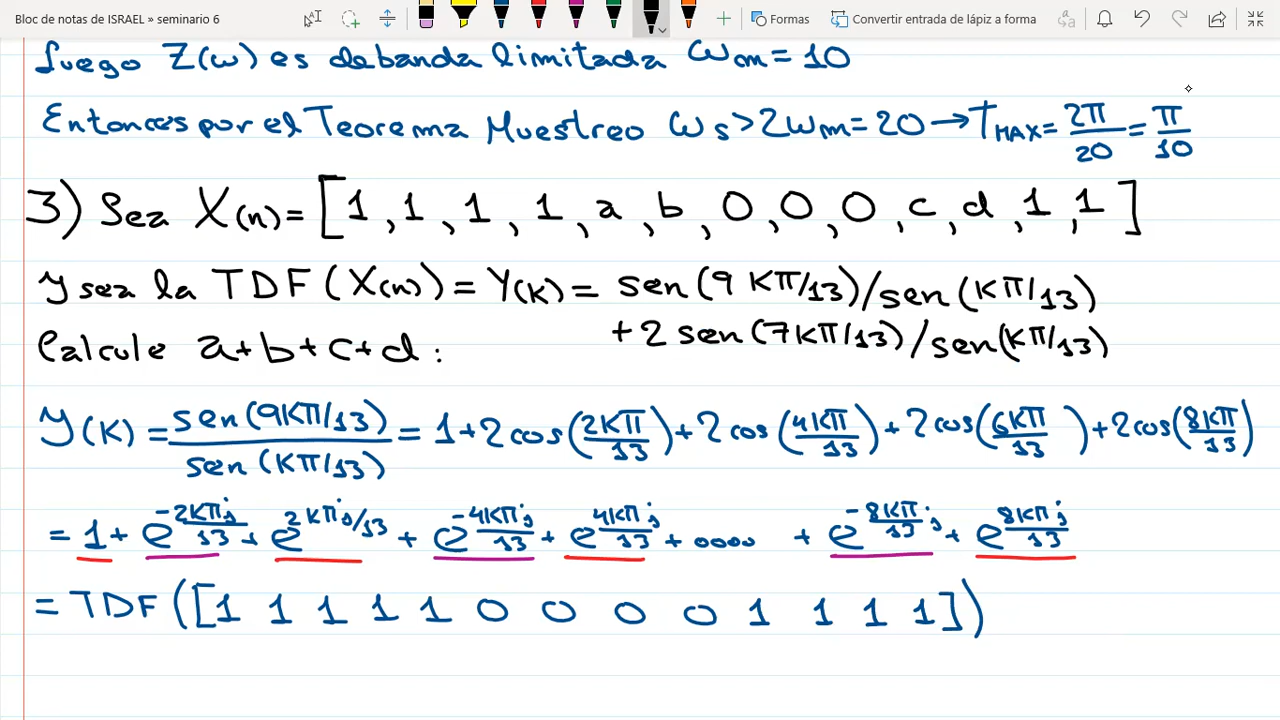 Bloc de notas de ISRAEL » seminario 6
Formas
Convertir entrada de lápiz a forma
luego Z(ω) es de banda limitada ωm = 10
Entonces por el Teorema Muestreo ωs > 2ωm = 20 → TMAX = 2π/20 = π/10
3) Sea X(n) = [1, 1, 1, 1, a, b, 0, 0, 0, c, d, 1, 1]
y sea la TDF(X(n)) = Y(K) = sen(9Kπ/13)/sen(Kπ/13)
+2 sen(7Kπ/13)/sen(Kπ/13)
Calcule a+b+c+d:
Y(K) = sen(9Kπ/13)/sen(Kπ/13) = 1+2cos(2Kπ/13)+2cos(4Kπ/13)+2cos(6Kπ/13)+2cos(8Kπ/13)
= 1+e^(-2Kπj/13)+e^(2Kπj/13)+e^(-4Kπj/13)+e^(4Kπj/13)+oooo+e^(-8Kπj/13)+e^(8Kπj/13)
= TDF([1 1 1 1 1 0 0 0 0 1 1 1 1])